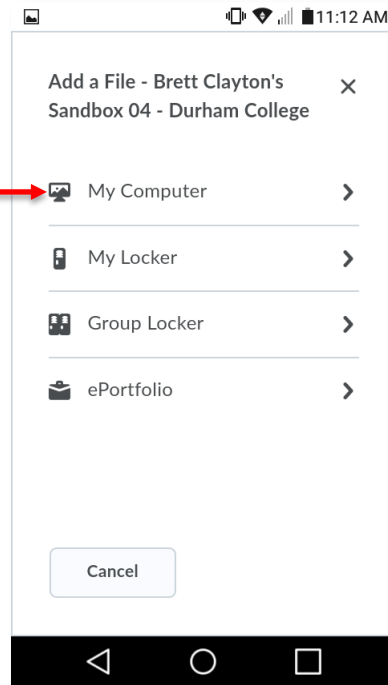 11:12 AM
Add a File - Brett Clayton's
Sandbox 04 - Durham College
My Computer
My Locker
Group Locker
ePortfolio
Cancel